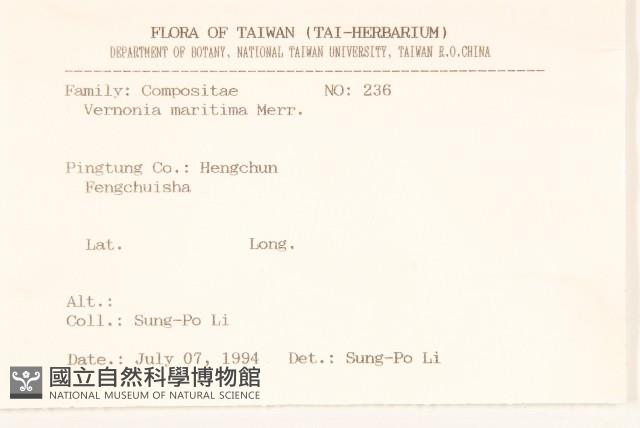 FLORA OF TAIWAN (TAI-HERBARIUM)
DEPARTMENT OF BOTANY, NATIONAL TAIWAN UNIVERSITY, TAIWAN R.O.CHINA
Family: Compositae NO: 236
Vernonia maritima Merr.
Pingtung Co.: Hengchun
Fengchuisha
Lat. Long.
Alt.:
Coll.: Sung-Po Li
Date.: July 07, 1994 Det.: Sung-Po Li
國立自然科學博物館
NATIONAL MUSEUM OF NATURAL SCIENCE